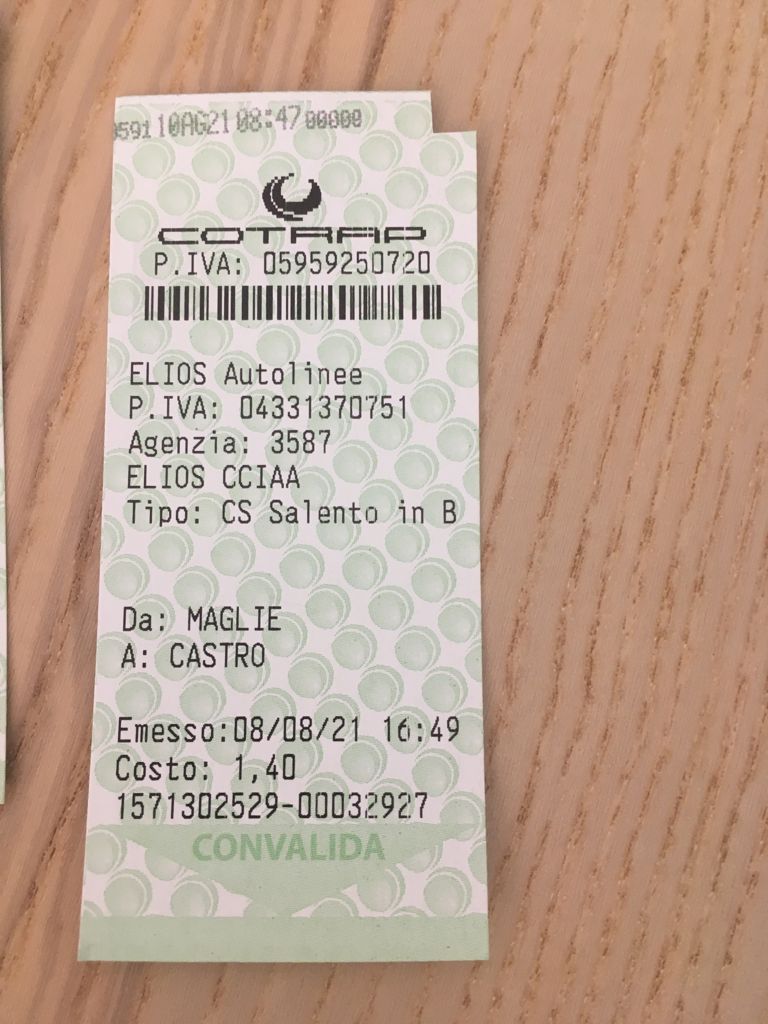 059110AG21 08:47 00000
COTRAP
P.IVA: 05959250720
ELIOS Autolinee
P.IVA: 04331370751
Agenzia: 3587
ELIOS CCIAA
Tipo: CS Salento in B
Da: MAGLIE
A: CASTRO
Emesso:08/08/21 16:49
Costo: 1,40
1571302529-00032927
CONVALIDA